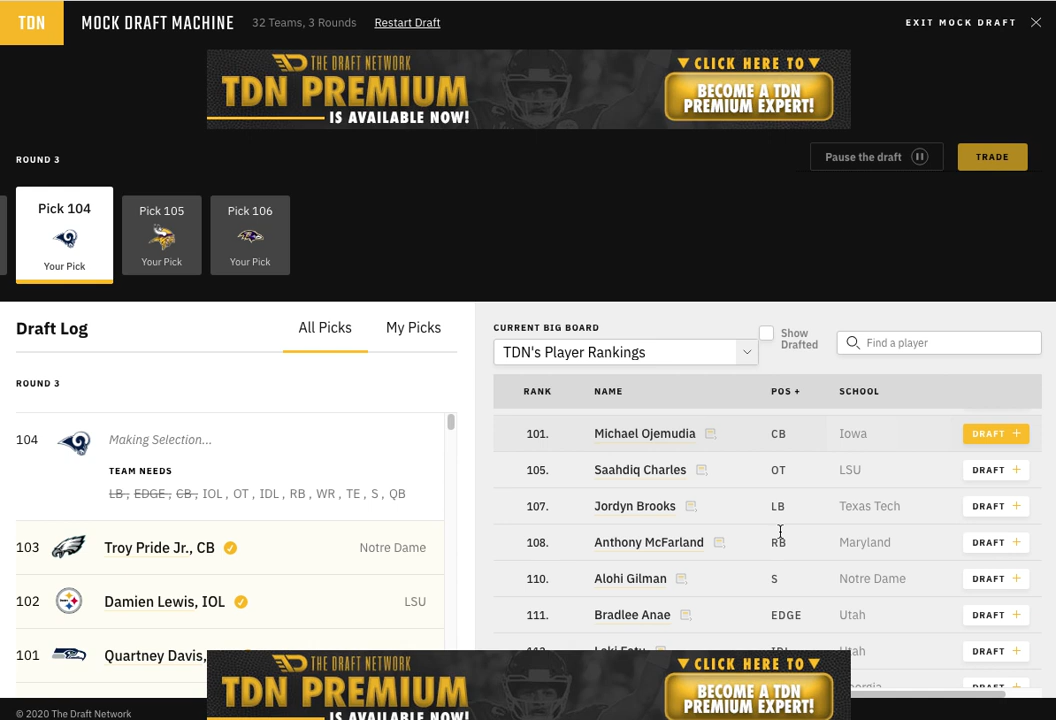 TDN MOCK DRAFT MACHINE 32 Teams, 3 Rounds Restart Draft EXIT MOCK DRAFT
THE DRAFT NETWORK
TDN PREMIUM
IS AVAILABLE NOW!
CLICK HERE TO
BECOME A TDN
PREMIUM EXPERT!
ROUND 3
Pause the draft
TRADE
Pick 104
Your Pick
Pick 105
Your Pick
Pick 106
Your Pick
Draft Log
All Picks
My Picks
ROUND 3
104 Making Selection...
TEAM NEEDS
LB , EDGE , CB , IOL , OT , IDL , RB , WR , TE , S , QB
103 Troy Pride Jr., CB Notre Dame
102 Damien Lewis, IOL LSU
101 Quartney Davis,
CURRENT BIG BOARD
TDN's Player Rankings
Show
Drafted
Find a player
RANK NAME POS + SCHOOL
101. Michael Ojemudia CB Iowa DRAFT +
105. Saahdiq Charles OT LSU DRAFT +
107. Jordyn Brooks LB Texas Tech DRAFT +
108. Anthony McFarland RB Maryland DRAFT +
110. Alohi Gilman S Notre Dame DRAFT +
111. Bradlee Anae EDGE Utah DRAFT +
Utah DRAFT +
THE DRAFT NETWORK
TDN PREMIUM
IS AVAILABLE NOW!
CLICK HERE TO
BECOME A TDN
PREMIUM EXPERT!
© 2020 The Draft Network